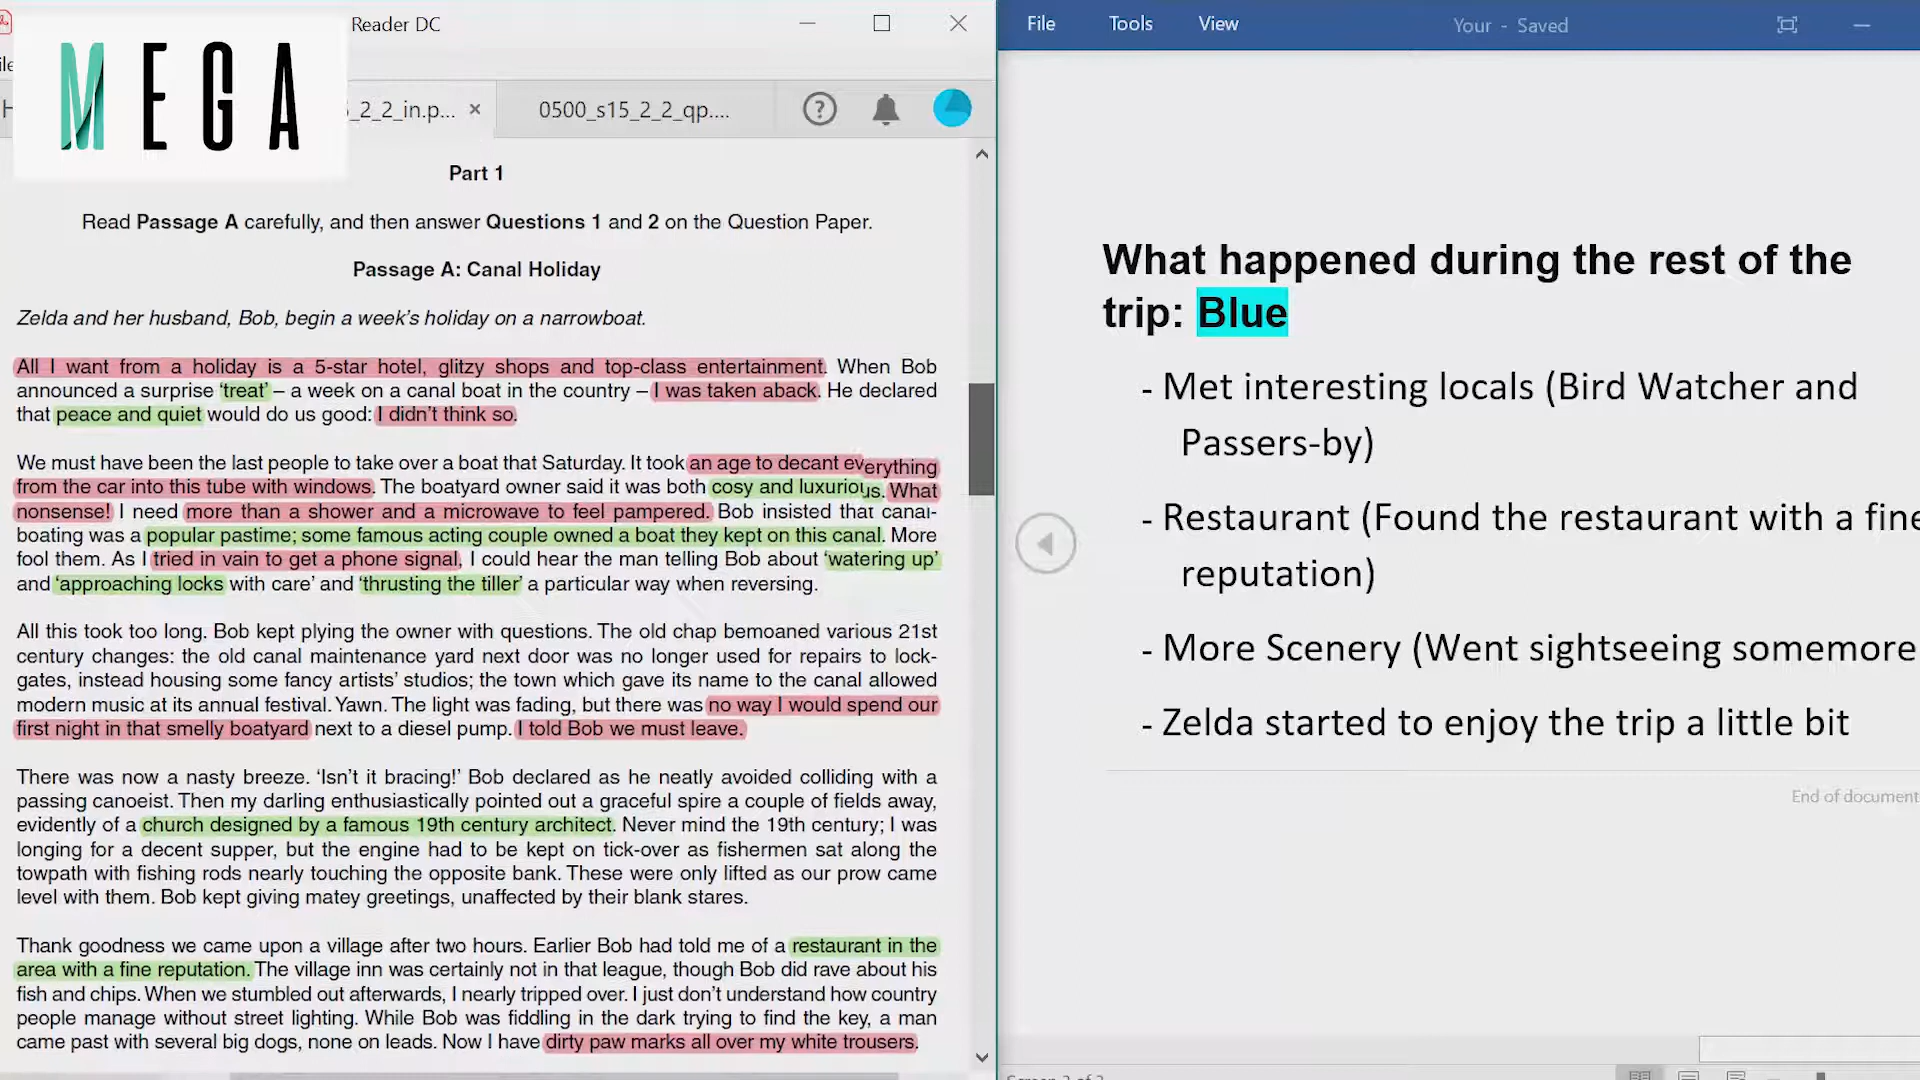 MEGA
Reader DC
_2_2_in.p...
0500_s15_2_2_qp....
Part 1
Read Passage A carefully, and then answer Questions 1 and 2 on the Question Paper.
Passage A: Canal Holiday
Zelda and her husband, Bob, begin a week's holiday on a narrowboat.
All I want from a holiday is a 5-star hotel, glitzy shops and top-class entertainment. When Bob
announced a surprise ‘treat’ – a week on a canal boat in the country – I was taken aback. He declared
that peace and quiet would do us good: I didn't think so.
We must have been the last people to take over a boat that Saturday. It took an age to decant everything
from the car into this tube with windows. The boatyard owner said it was both cosy and luxurious. What
nonsense! I need more than a shower and a microwave to feel pampered. Bob insisted that canal-
boating was a popular pastime; some famous acting couple owned a boat they kept on this canal. More
fool them. As I tried in vain to get a phone signal, I could hear the man telling Bob about ‘watering up’
and ‘approaching locks with care’ and ‘thrusting the tiller’ a particular way when reversing.
All this took too long. Bob kept plying the owner with questions. The old chap bemoaned various 21st
century changes: the old canal maintenance yard next door was no longer used for repairs to lock-
gates, instead housing some fancy artists’ studios; the town which gave its name to the canal allowed
modern music at its annual festival. Yawn. The light was fading, but there was no way I would spend our
first night in that smelly boatyard next to a diesel pump. I told Bob we must leave.
There was now a nasty breeze. ‘Isn't it bracing!’ Bob declared as he neatly avoided colliding with a
passing canoeist. Then my darling enthusiastically pointed out a graceful spire a couple of fields away,
evidently of a church designed by a famous 19th century architect. Never mind the 19th century; I was
longing for a decent supper, but the engine had to be kept on tick-over as fishermen sat along the
towpath with fishing rods nearly touching the opposite bank. These were only lifted as our prow came
level with them. Bob kept giving matey greetings, unaffected by their blank stares.
Thank goodness we came upon a village after two hours. Earlier Bob had told me of a restaurant in the
area with a fine reputation. The village inn was certainly not in that league, though Bob did rave about his
fish and chips. When we stumbled out afterwards, I nearly tripped over. I just don't understand how country
people manage without street lighting. While Bob was fiddling in the dark trying to find the key, a man
came past with several big dogs, none on leads. Now I have dirty paw marks all over my white trousers.
File Tools View Your - Saved
What happened during the rest of the
trip: Blue
- Met interesting locals (Bird Watcher and
Passers-by)
- Restaurant (Found the restaurant with a fine
reputation)
- More Scenery (Went sightseeing somemore
- Zelda started to enjoy the trip a little bit
End of document